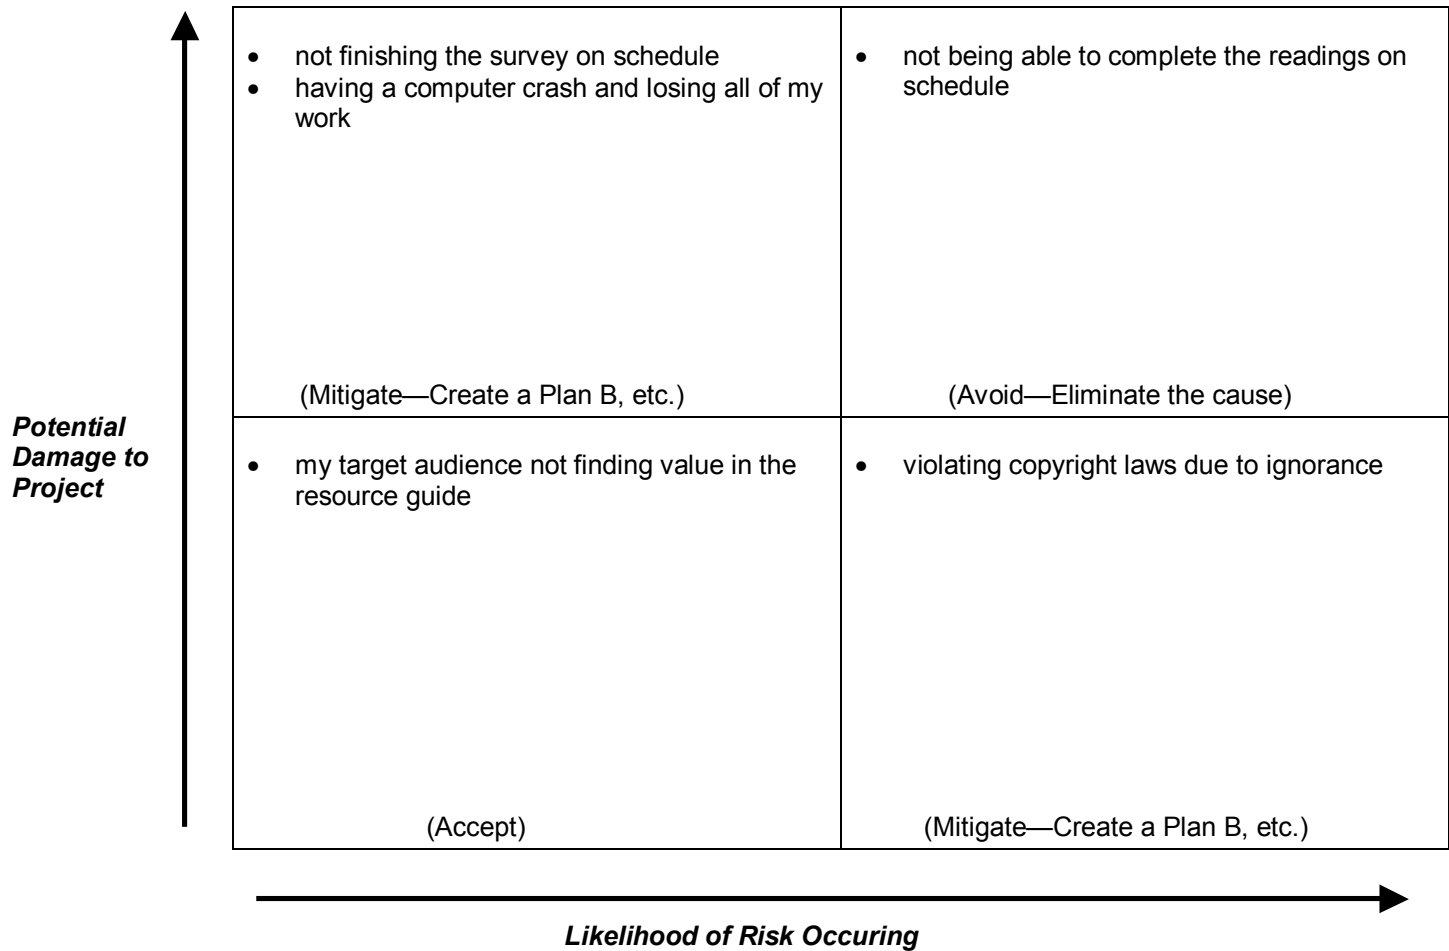 • not finishing the survey on schedule
• having a computer crash and losing all of my
work
(Mitigate—Create a Plan B, etc.)
• not being able to complete the readings on
schedule
(Avoid—Eliminate the cause)
Potential
Damage to
Project
• my target audience not finding value in the
resource guide
(Accept)
• violating copyright laws due to ignorance
(Mitigate—Create a Plan B, etc.)
Likelihood of Risk Occuring